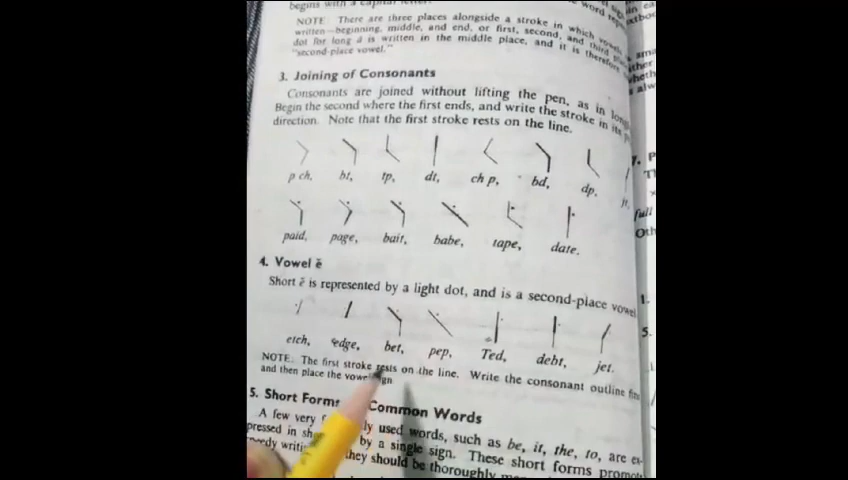 begins with a capital letter.
NOTE There are three places alongside a stroke in which vowels
written—beginning, middle, and end, or first, second, and third
dot for long ā is written in the middle place, and it is therefore
"second-place vowel."
3. Joining of Consonants
Consonants are joined without lifting the pen, as in
Begin the second where the first ends, and write the stroke in its
direction. Note that the first stroke rests on the line.
p ch, bt, tp, dt, ch p, bd, dp,
paid, page, bait, babe, tape, date.
4. Vowel ĕ
Short ĕ is represented by a light dot, and is a second-place vowel
etch, edge, bet, pep, Ted, debt, jet.
NOTE: The first stroke rests on the line. Write the consonant outline
and then place the
5. Short Forms Common Words
A few very used words, such as be, it, the, to, are ex-
pressed in by a single sign. These short forms
they should be thoroughly
7. P
full
Oth
1.
5.